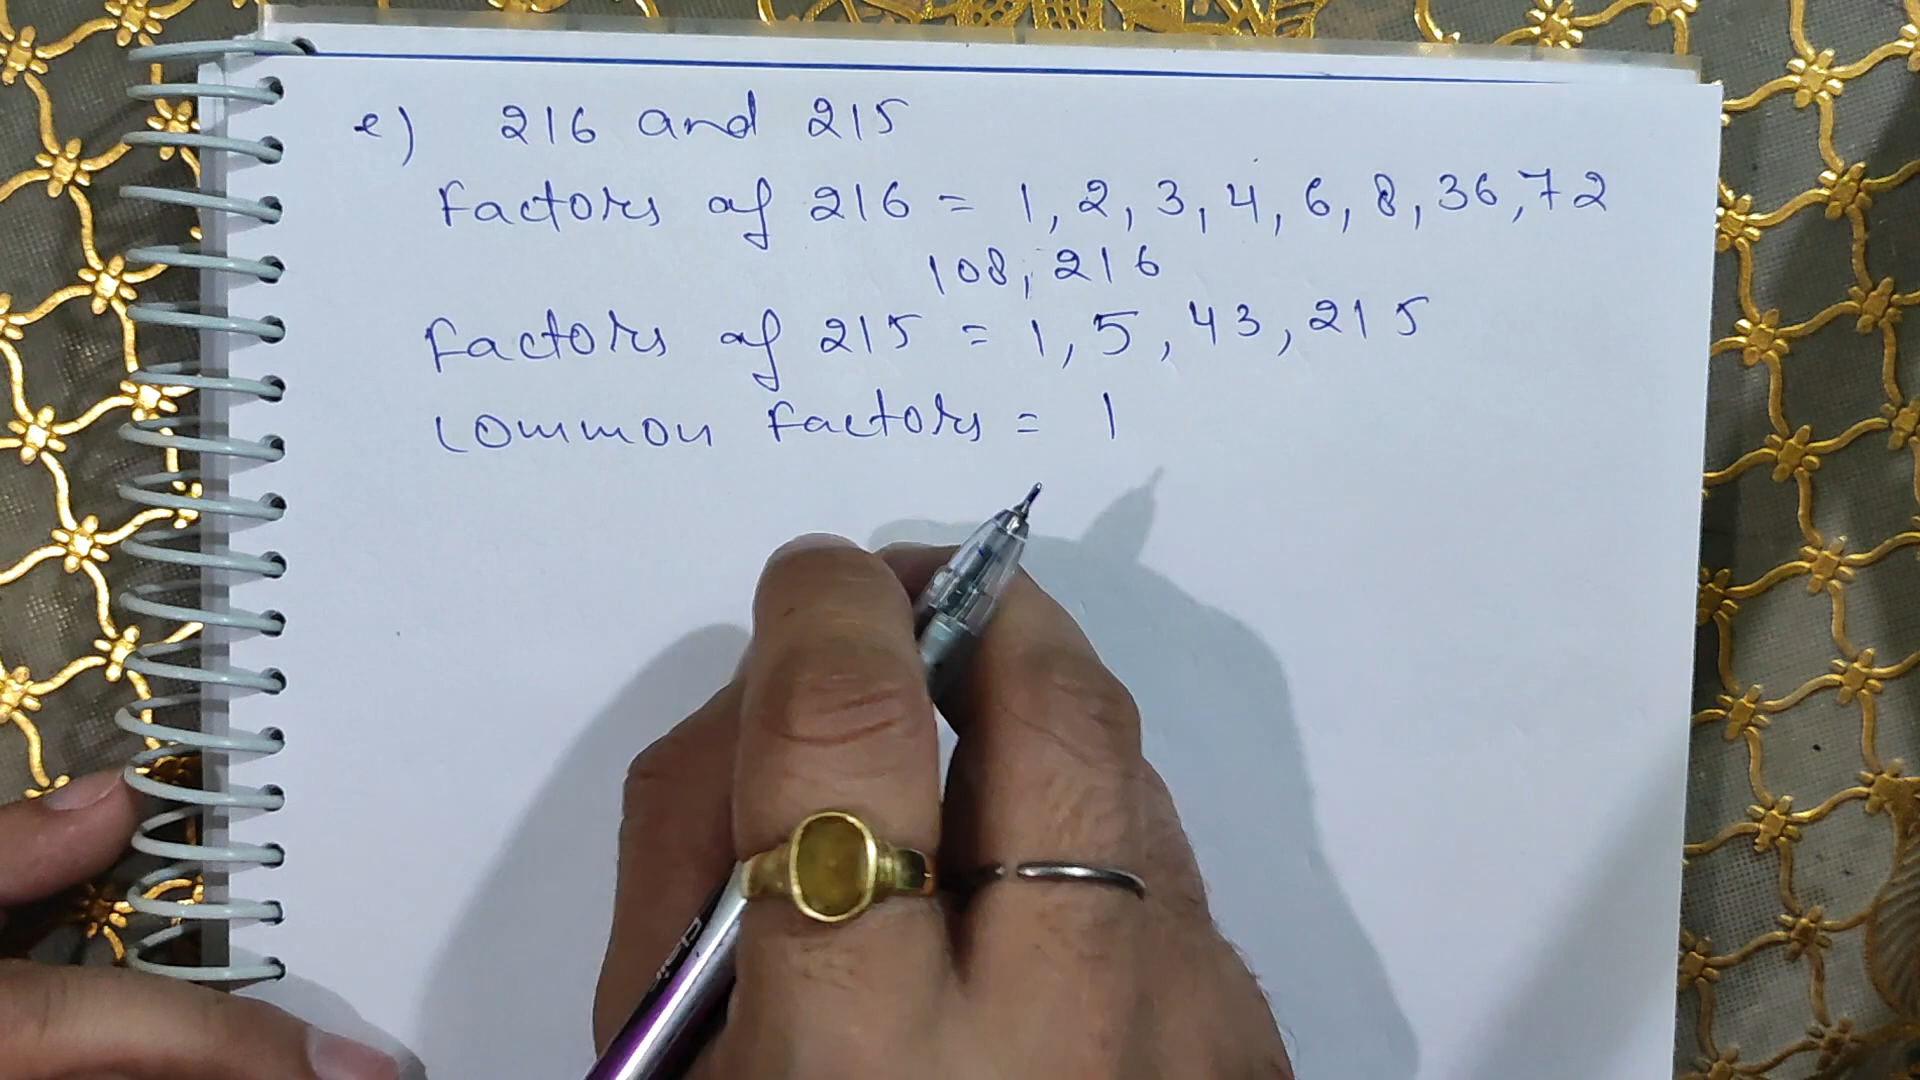 e) 216 and 215
Factors of 216 = 1, 2, 3, 4, 6, 8, 36, 72
108, 216
Factors of 215 = 1, 5, 43, 215
Common Factors = 1